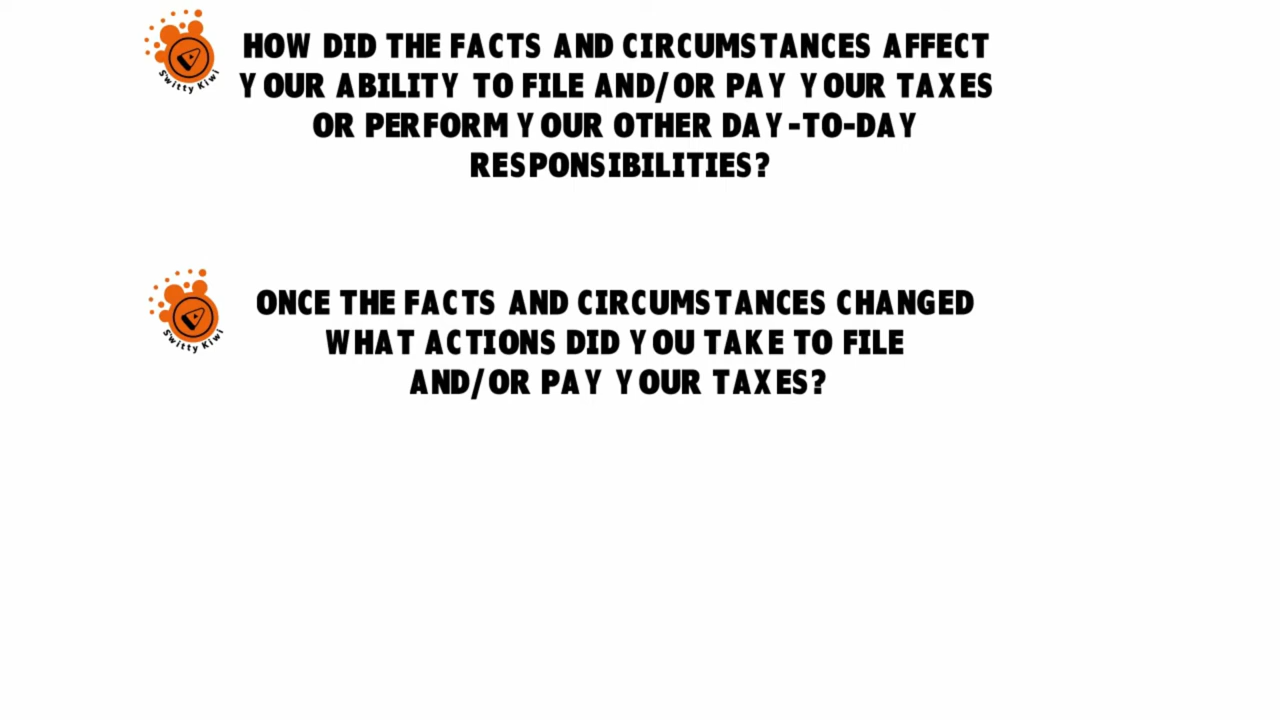 HOW DID THE FACTS AND CIRCUMSTANCES AFFECT
YOUR ABILITY TO FILE AND/OR PAY YOUR TAXES
OR PERFORM YOUR OTHER DAY-TO-DAY
RESPONSIBILITIES?
Switty Kiwi
ONCE THE FACTS AND CIRCUMSTANCES CHANGED
WHAT ACTIONS DID YOU TAKE TO FILE
AND/OR PAY YOUR TAXES?
Switty Kiwi